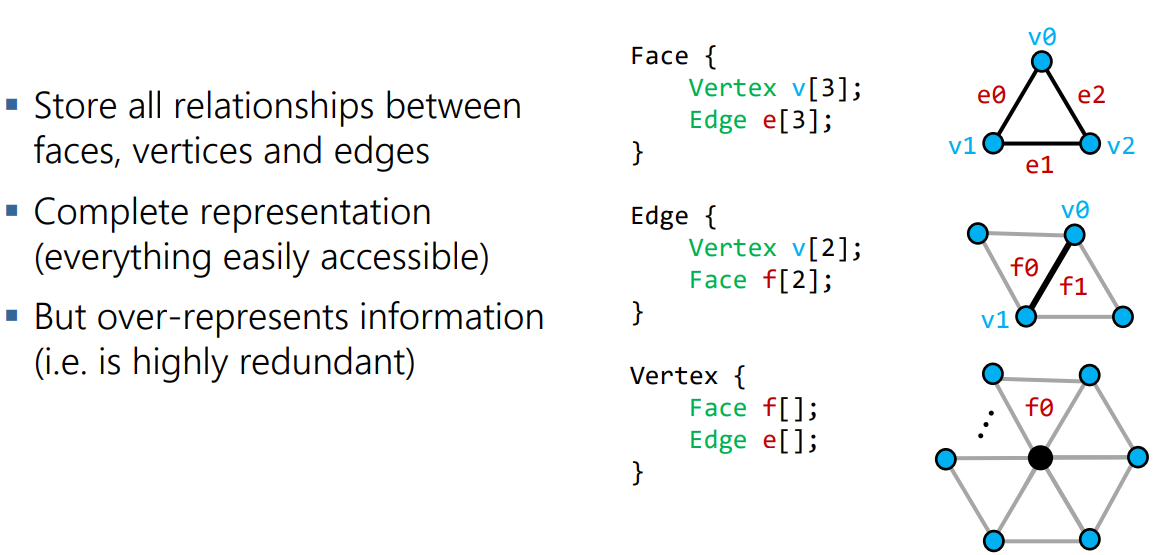 ▪ Store all relationships between
faces, vertices and edges
▪ Complete representation
(everything easily accessible)
▪ But over-represents information
(i.e. is highly redundant)
Face {
    Vertex v[3];
    Edge e[3];
}
v0
e0 e2
v1 v2
e1
Edge {
    Vertex v[2];
    Face f[2];
}
v0
f0
f1
v1
Vertex {
    Face f[];
    Edge e[];
}
f0